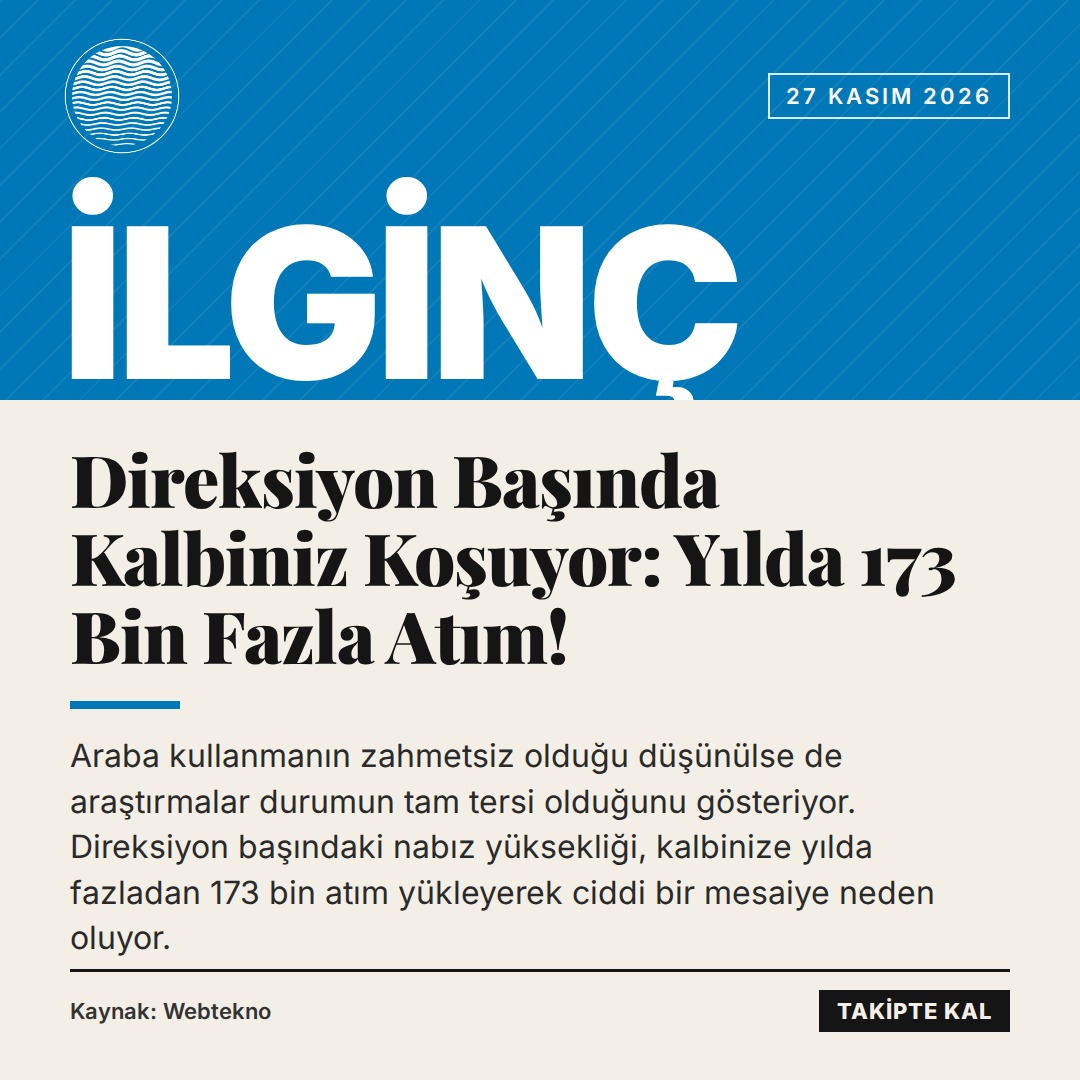 27 KASIM 2026
İLGİNÇ
Direksiyon Başında
Kalbiniz Koşuyor: Yılda 173
Bin Fazla Atım!
Araba kullanmanın zahmetsiz olduğu düşünülse de
araştırmalar durumun tam tersi olduğunu gösteriyor.
Direksiyon başındaki nabız yüksekliği, kalbinize yılda
fazladan 173 bin atım yükleyerek ciddi bir mesaiye neden
oluyor.
Kaynak: Webtekno
TAKİPTE KAL